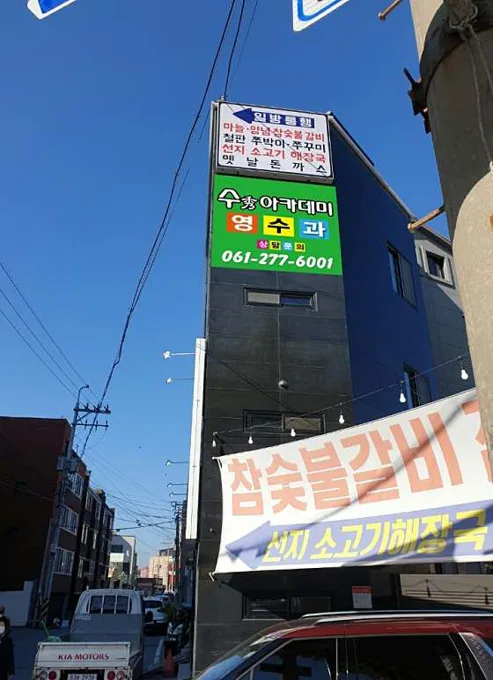 일방통행
마늘·양념참숯불갈비
철판 쭈박이·쭈꾸미
선지 소고기 해장국
옛날돈까스
수秀아카데미
영 수 과
상담문의
061-277-6001
참숯불갈비
선지 소고기해장국
KIA MOTORS